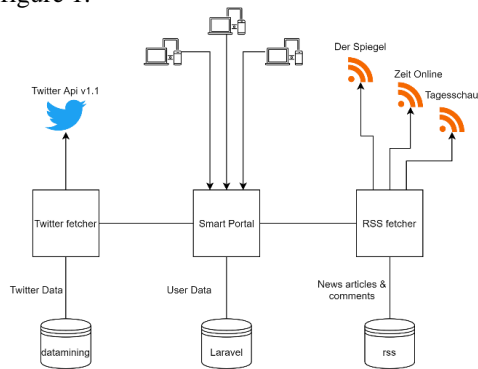 Figure 1.
Der Spiegel
Zeit Online
Tagesschau
Twitter Api v1.1
Twitter fetcher
Smart Portal
RSS fetcher
Twitter Data
User Data
News articles &
comments
datamining
Laravel
rss